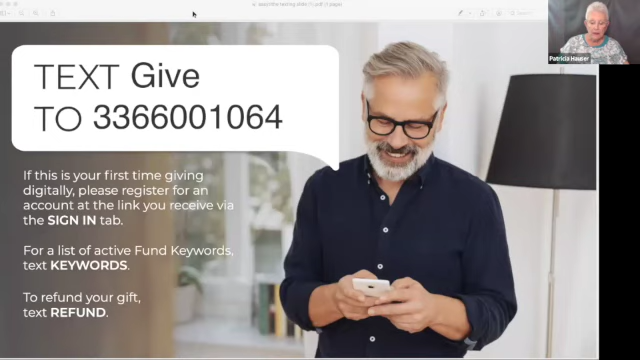 TEXT Give
TO 3366001064
If this is your first time giving
digitally, please register for an
account at the link you receive via
the SIGN IN tab.
For a list of active Fund Keywords,
text KEYWORDS.
To refund your gift,
text REFUND.